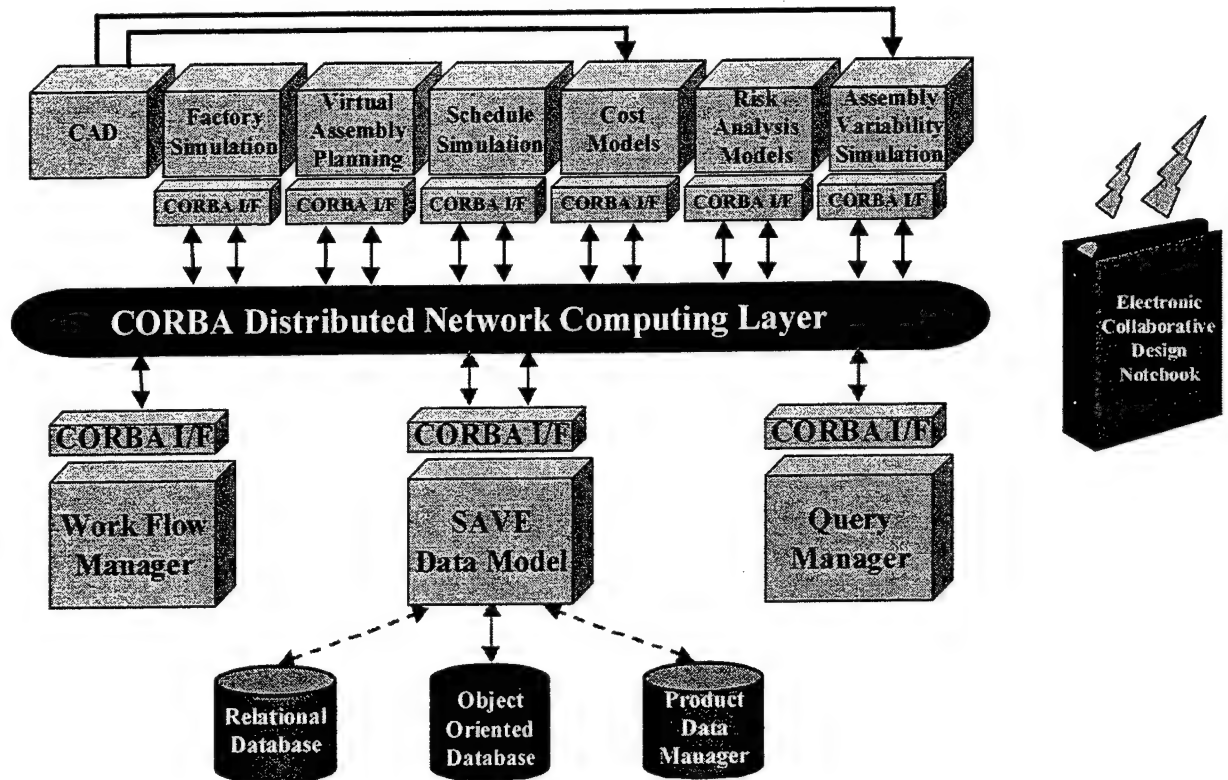 CAD
Factory
Simulation
Virtual
Assembly
Planning
Schedule
Simulation
Cost
Models
Risk
Analysis
Models
Assembly
Variability
Simulation
CORBA I/F
CORBA I/F
CORBA I/F
CORBA I/F
CORBA I/F
CORBA I/F
CORBA Distributed Network Computing Layer
Electronic
Collaborative
Design
Notebook
CORBA I/F
CORBA I/F
CORBA I/F
Work Flow
Manager
SAVE
Data Model
Query
Manager
Relational
Database
Object
Oriented
Database
Product
Data
Manager